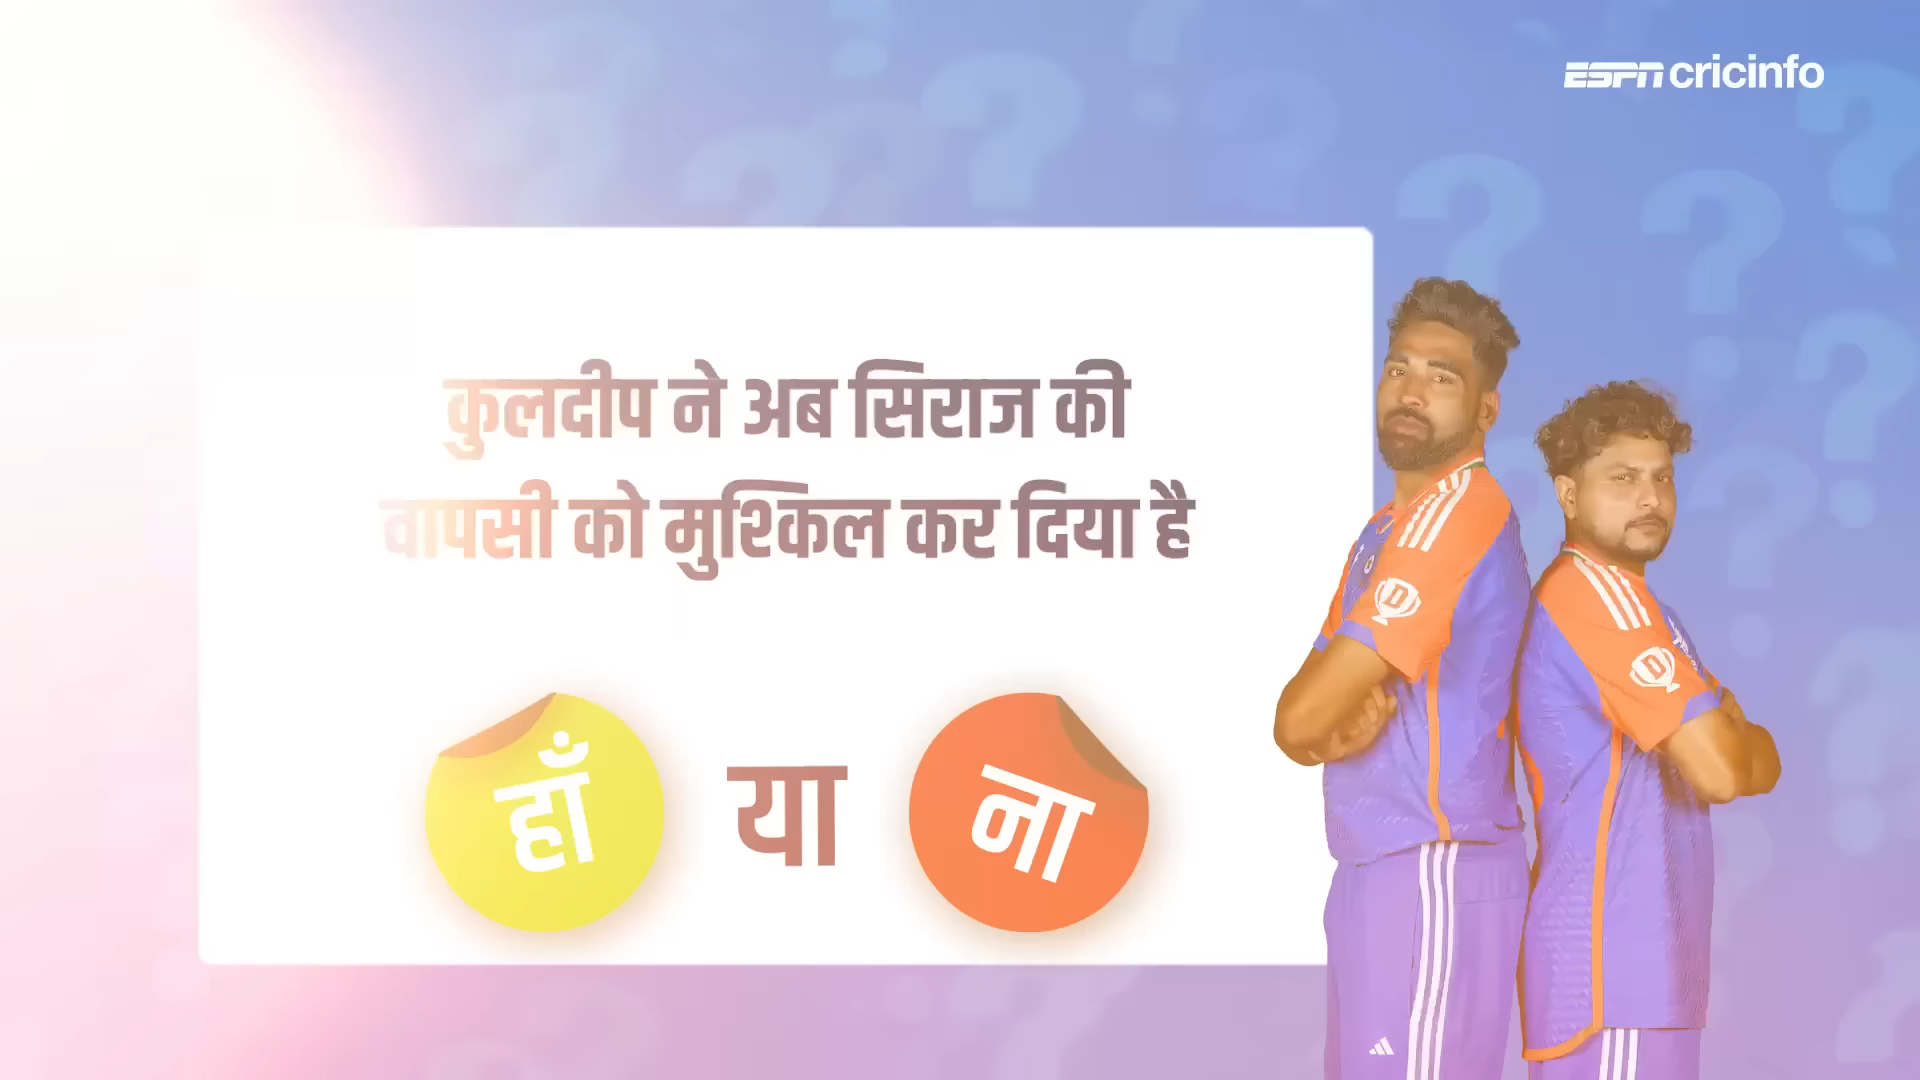 ESPN cricinfo
कुलदीप ने अब सिराज की
वापसी को मुश्किल कर दिया है
हाँ या ना
D
D